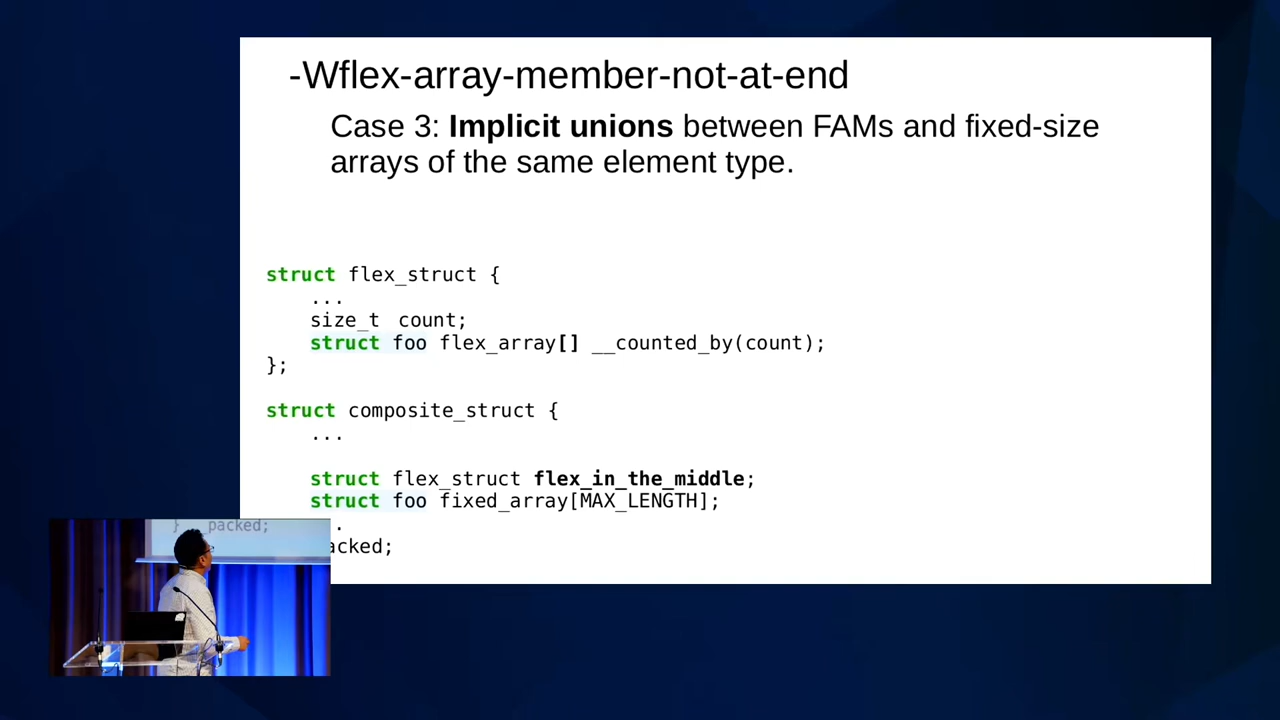 -Wflex-array-member-not-at-end
Case 3: Implicit unions between FAMs and fixed-size
arrays of the same element type.
struct flex_struct {
...
size_t count;
struct foo flex_array[] __counted_by(count);
};
struct composite_struct {
...
struct flex_struct flex_in_the_middle;
struct foo fixed_array[MAX_LENGTH];
.
acked;
} __packed;